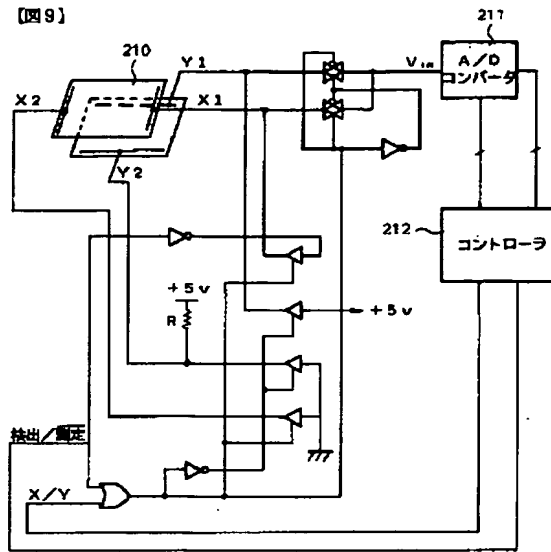 【図9】
210
Y1
X2
X1
Y2
Vin
217
A/D
コンバータ
212
コントローラ
+5v
R
+5v
検出/測定
X/Y